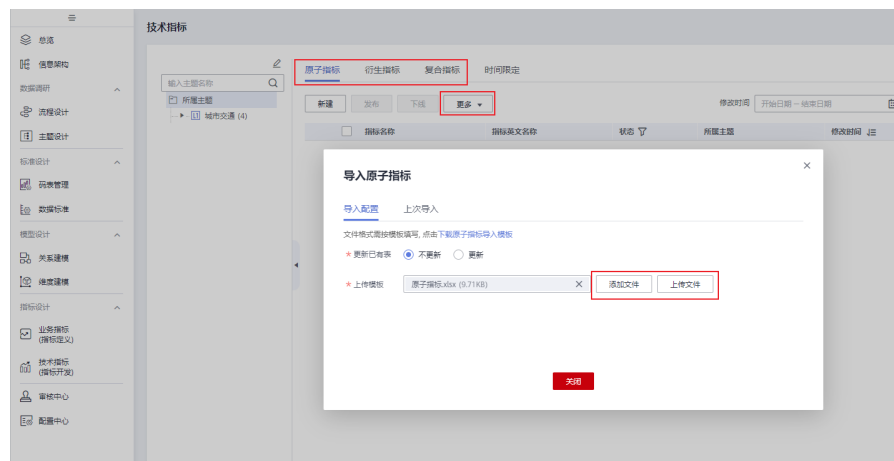 技术指标
总览
信息架构
数据调研
流程设计
主题设计
标准设计
码表管理
数据标准
模型设计
关系建模
维度建模
指标设计
业务指标
(指标定义)
技术指标
(指标开发)
审核中心
配置中心
输入主题名称
所属主题
城市交通 (4)
原子指标 衍生指标 复合指标 时间限定
新建 发布 下线 更多 修改时间 开始日期 – 结束日期
指标名称 指标英文名称 状态 所属主题 修改时间
导入原子指标
导入配置 上次导入
文件格式需按模板填写, 点击下载原子指标导入模板
* 更新已有表 不更新 更新
* 上传模板 原子指标.xlsx (9.71KB) 添加文件 上传文件
关闭